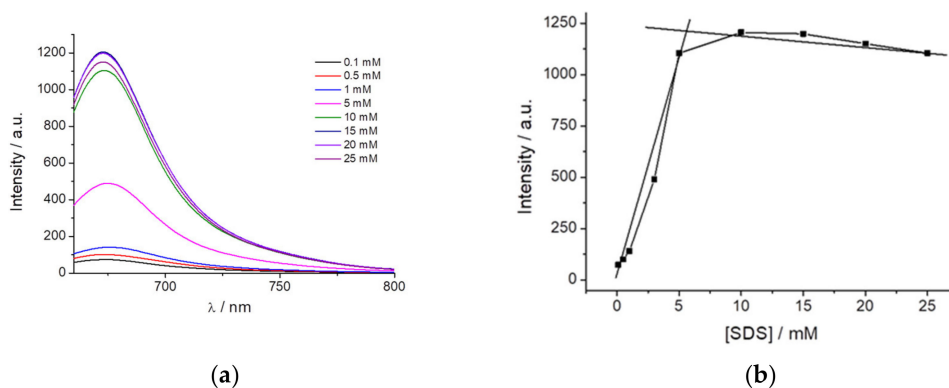 1200
1000
800
600
400
200
0
Intensity / a.u.
700
750
800
λ / nm
0.1 mM
0.5 mM
1 mM
5 mM
10 mM
15 mM
20 mM
25 mM
(a)
1250
1000
750
500
250
0
Intensity / a.u.
0
5
10
15
20
25
[SDS] / mM
(b)